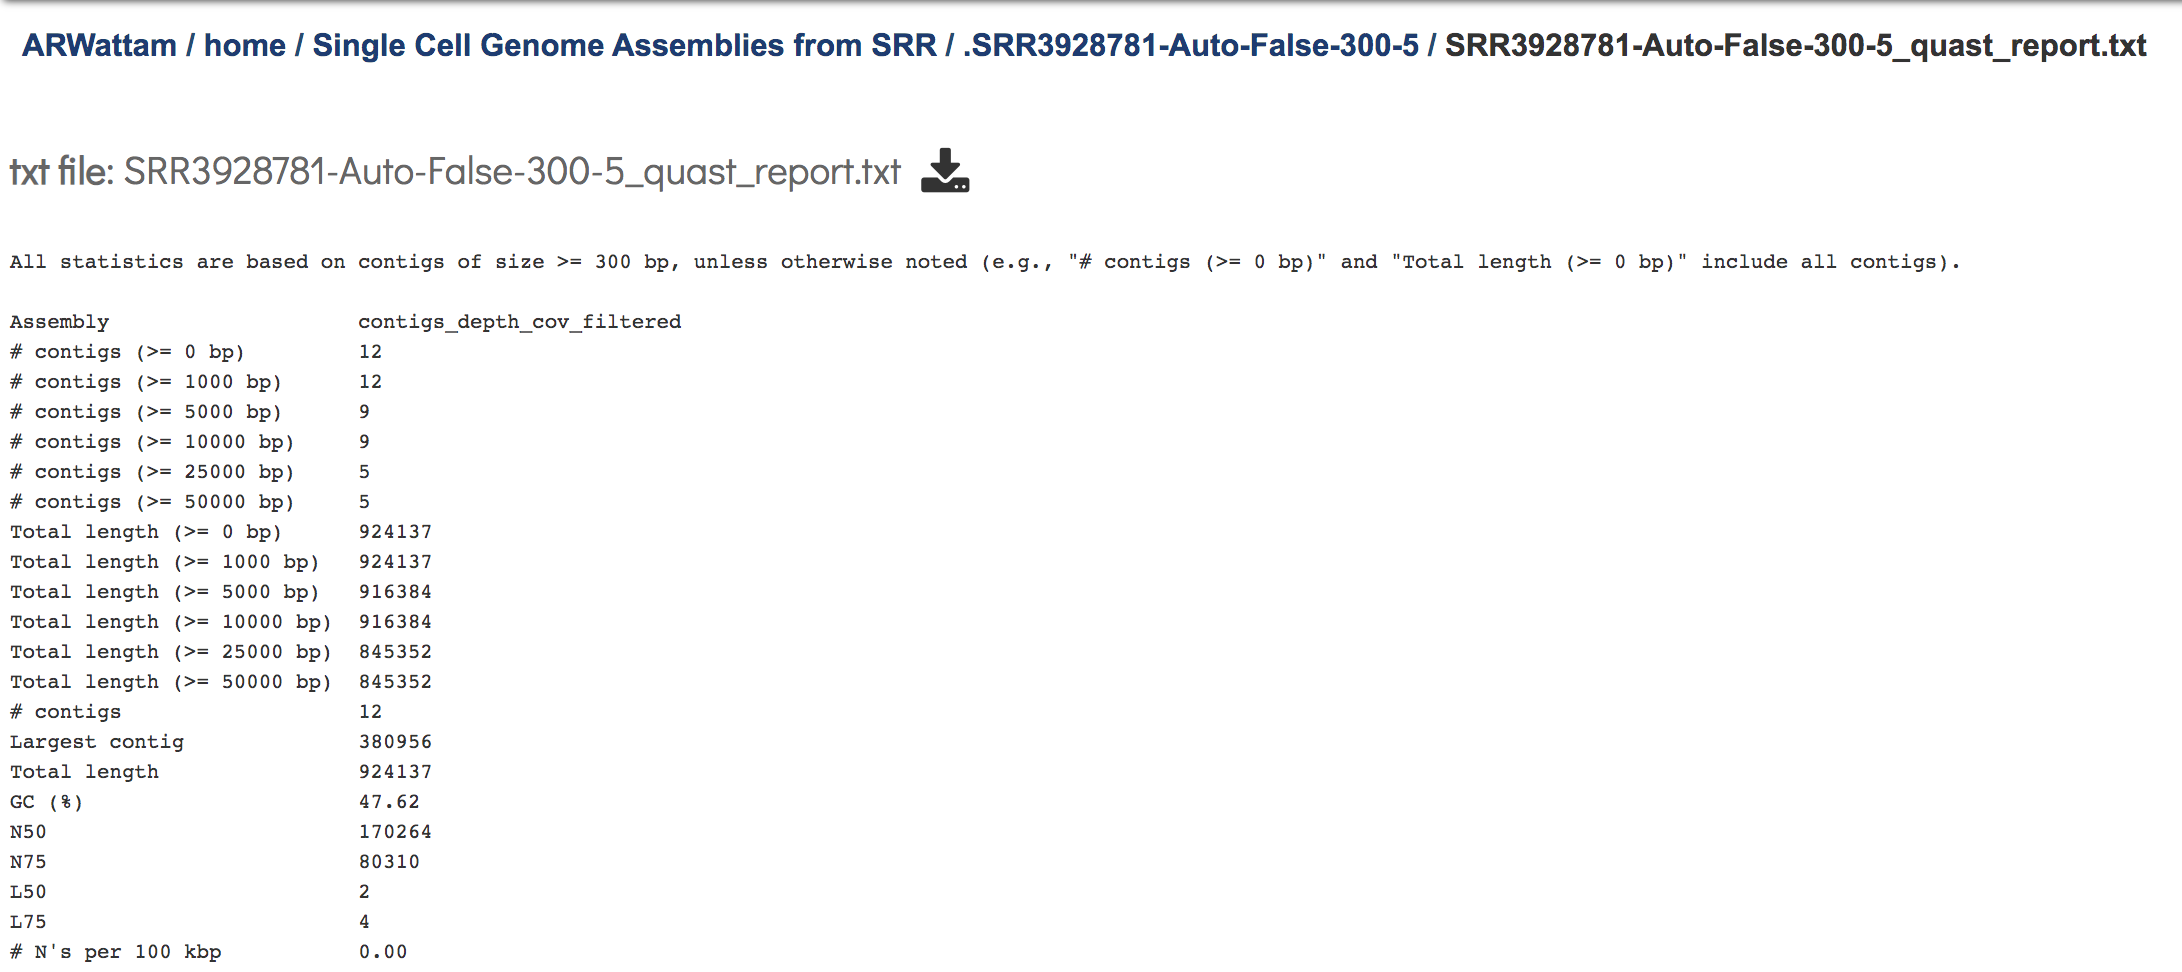 ARWattam / home / Single Cell Genome Assemblies from SRR / .SRR3928781-Auto-False-300-5 / SRR3928781-Auto-False-300-5_quast_report.txt
txt file: SRR3928781-Auto-False-300-5_quast_report.txt
All statistics are based on contigs of size >= 300 bp, unless otherwise noted (e.g., "# contigs (>= 0 bp)" and "Total length (>= 0 bp)" include all contigs).
Assembly contigs_depth_cov_filtered
# contigs (>= 0 bp) 12
# contigs (>= 1000 bp) 12
# contigs (>= 5000 bp) 9
# contigs (>= 10000 bp) 9
# contigs (>= 25000 bp) 5
# contigs (>= 50000 bp) 5
Total length (>= 0 bp) 924137
Total length (>= 1000 bp) 924137
Total length (>= 5000 bp) 916384
Total length (>= 10000 bp) 916384
Total length (>= 25000 bp) 845352
Total length (>= 50000 bp) 845352
# contigs 12
Largest contig 380956
Total length 924137
GC (%) 47.62
N50 170264
N75 80310
L50 2
L75 4
# N's per 100 kbp 0.00